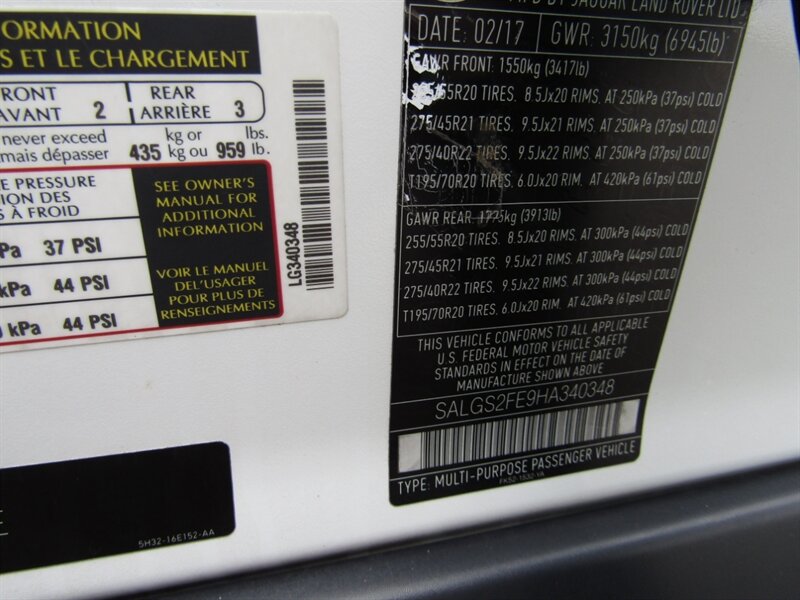 FORMATION
S ET LE CHARGEMENT
FRONT
AVANT 2
REAR
ARRIÈRE 3
never exceed
mais dépasser
kg or
435 kg ou
lbs.
959 lb.
E PRESSURE
ION DES
S À FROID
Pa 37 PSI
kPa 44 PSI
kPa 44 PSI
SEE OWNER'S
MANUAL FOR
ADDITIONAL
INFORMATION
VOIR LE MANUEL
DEL'USAGER
POUR PLUS DE
RENSEIGNEMENTS
LG340348
BY JAGUAR LAND ROVER LTD
DATE: 02/17 GWR: 3150kg (6945lb)
GAWR FRONT: 1550kg (3417lb)
/55R20 TIRES. 8.5Jx20 RIMS. AT 250kPa (37psi) COLD
275/45R21 TIRES. 9.5Jx21 RIMS. AT 250kPa (37psi) COLD
275/40R22 TIRES. 9.5Jx22 RIMS. AT 250kPa (37psi) COLD
T195/70R20 TIRES. 6.0Jx20 RIM. AT 420kPa (61psi) COLD
GAWR REAR: 1775kg (3913lb)
255/55R20 TIRES. 8.5Jx20 RIMS. AT 300kPa (44psi) COLD
275/45R21 TIRES. 9.5Jx21 RIMS. AT 300kPa (44psi) COLD
275/40R22 TIRES. 9.5Jx22 RIMS. AT 300kPa (44psi) COLD
T195/70R20 TIRES. 6.0Jx20 RIM. AT 420kPa (61psi) COLD
THIS VEHICLE CONFORMS TO ALL APPLICABLE
U.S. FEDERAL MOTOR VEHICLE SAFETY
STANDARDS IN EFFECT ON THE DATE OF
MANUFACTURE SHOWN ABOVE
SALGS2FE9HA340348
TYPE: MULTI-PURPOSE PASSENGER VEHICLE
FK52-1532-YA
5H32-16E152-AA